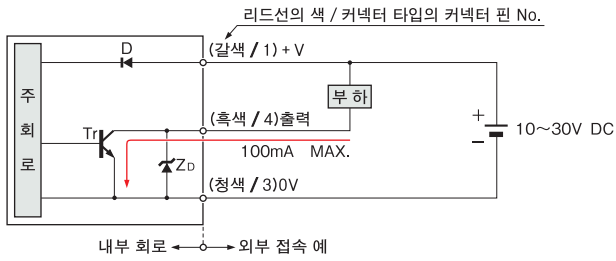 리드선의 색 / 커넥터 타입의 커넥터 핀 No.
D
(갈색 / 1) + V
주회로
부 하
Tr
(흑색 / 4)출력
+
10~30V DC
−
100mA MAX.
ZD
(청색 / 3)0V
내부 회로
외부 접속 예